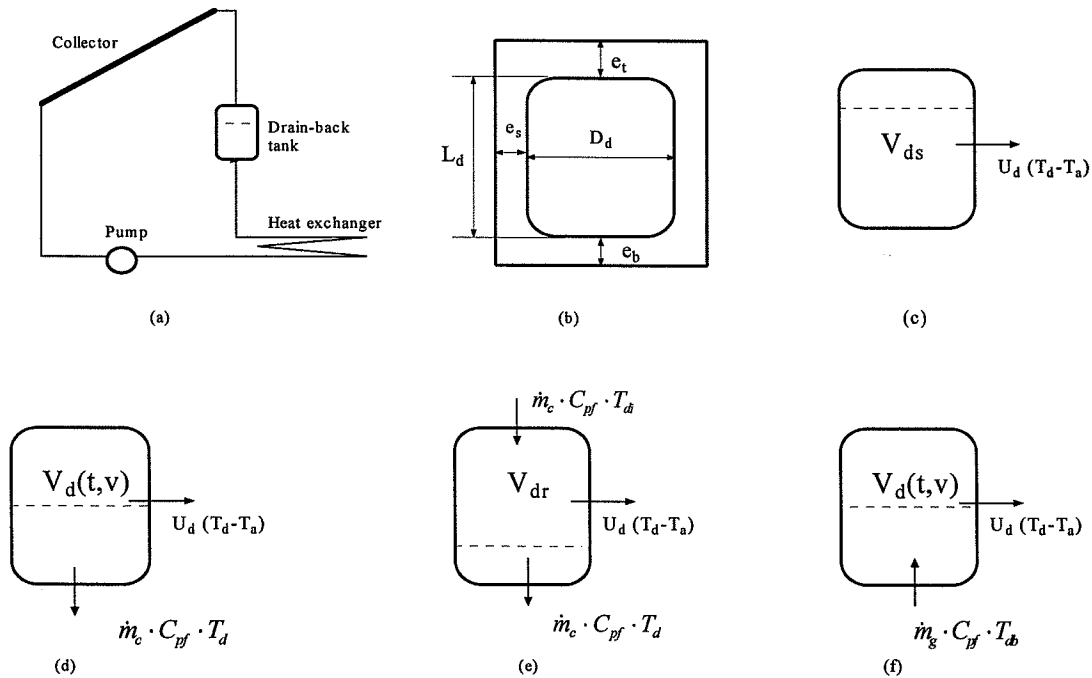 Collector
Drain-back
tank
Heat exchanger
Pump
(a)
e_t
e_s
D_d
L_d
e_b
(b)
V_ds
U_d (T_d-T_a)
(c)
V_d(t,v)
U_d (T_d-T_a)
ṁ_c · C_pf · T_d
(d)
ṁ_c · C_pf · T_di
V_dr
U_d (T_d-T_a)
ṁ_c · C_pf · T_d
(e)
V_d(t,v)
U_d (T_d-T_a)
ṁ_g · C_pf · T_db
(f)